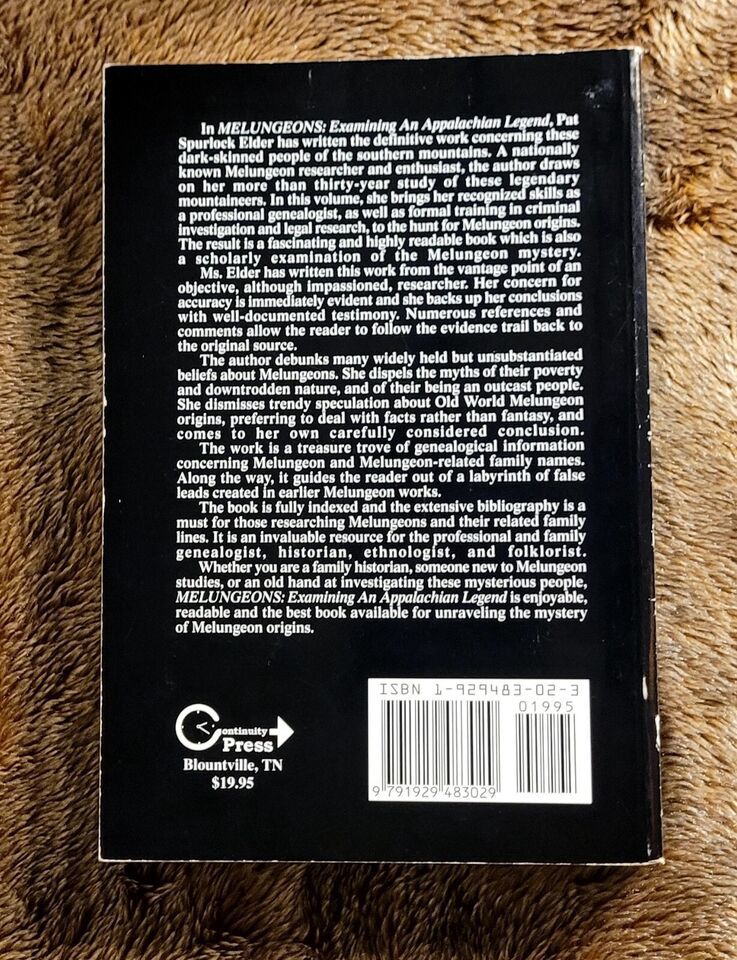 In MELUNGEONS: Examining An Appalachian Legend, Pat
Spurlock Elder has written the definitive work concerning these
dark-skinned people of the southern mountains. A nationally
known Melungeon researcher and enthusiast, the author draws
on her more than thirty-year study of these legendary
mountaineers. In this volume, she brings her recognized skills as
a professional genealogist, as well as formal training in criminal
investigation and legal research, to the hunt for Melungeon origins.
The result is a fascinating and highly readable book which is also
a scholarly examination of the Melungeon mystery.
Ms. Elder has written this work from the vantage point of an
objective, although impassioned, researcher. Her concern for
accuracy is immediately evident and she backs up her conclusions
with well-documented testimony. Numerous references and
comments allow the reader to follow the evidence trail back to
the original source.
The author debunks many widely held but unsubstantiated
beliefs about Melungeons. She dispels the myths of their poverty
and downtrodden nature, and of their being an outcast people.
She dismisses trendy speculation about Old World Melungeon
origins, preferring to deal with facts rather than fantasy, and
comes to her own carefully considered conclusion.
The work is a treasure trove of genealogical information
concerning Melungeon and Melungeon-related family names.
Along the way, it guides the reader out of a labyrinth of false
leads created in earlier Melungeon works.
The book is fully indexed and the extensive bibliography is a
must for those researching Melungeons and their related family
lines. It is an invaluable resource for the professional and family
genealogist, historian, ethnologist, and folklorist.
Whether you are a family historian, someone new to Melungeon
studies, or an old hand at investigating these mysterious people,
MELUNGEONS: Examining An Appalachian Legend is enjoyable,
readable and the best book available for unraveling the mystery
of Melungeon origins.
Continuity
Press
Blountville, TN
$19.95
ISBN 1-929483-02-3
01995
9 791929 483029